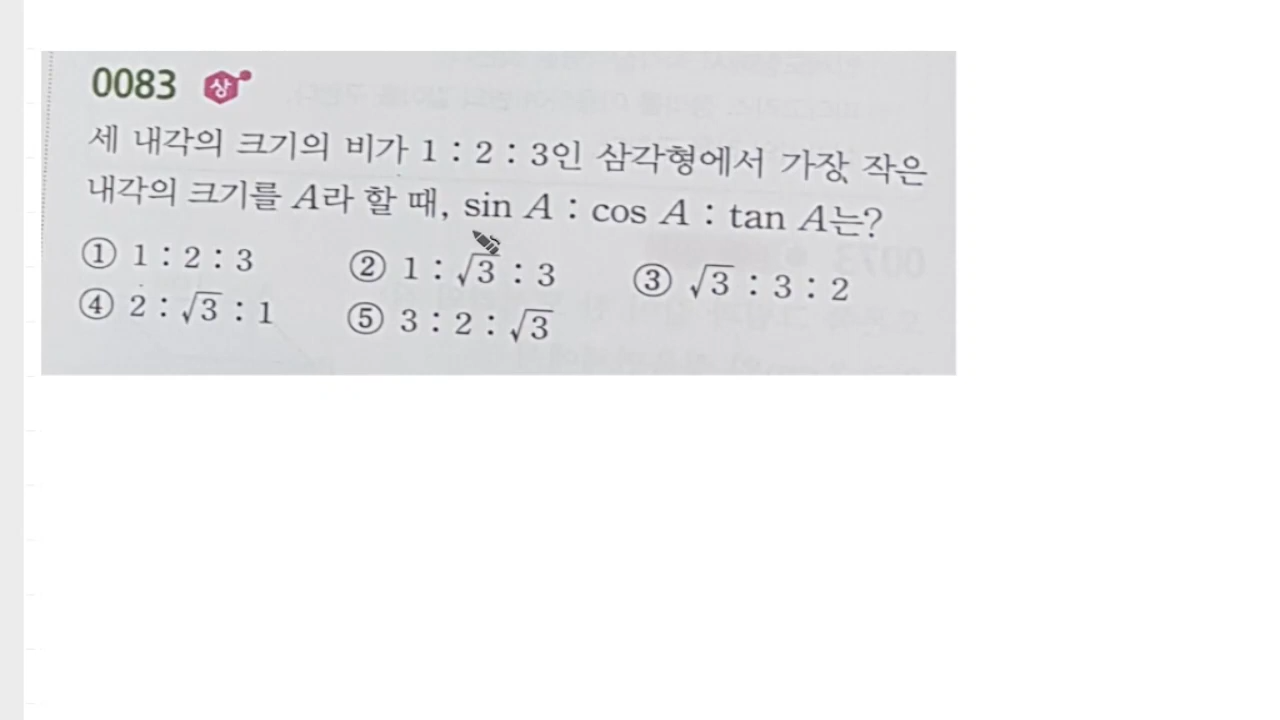 0083 상
세 내각의 크기의 비가 1 : 2 : 3인 삼각형에서 가장 작은
내각의 크기를 A라 할 때, sin A : cos A : tan A는?
① 1 : 2 : 3 ② 1 : √3 : 3 ③ √3 : 3 : 2
④ 2 : √3 : 1 ⑤ 3 : 2 : √3